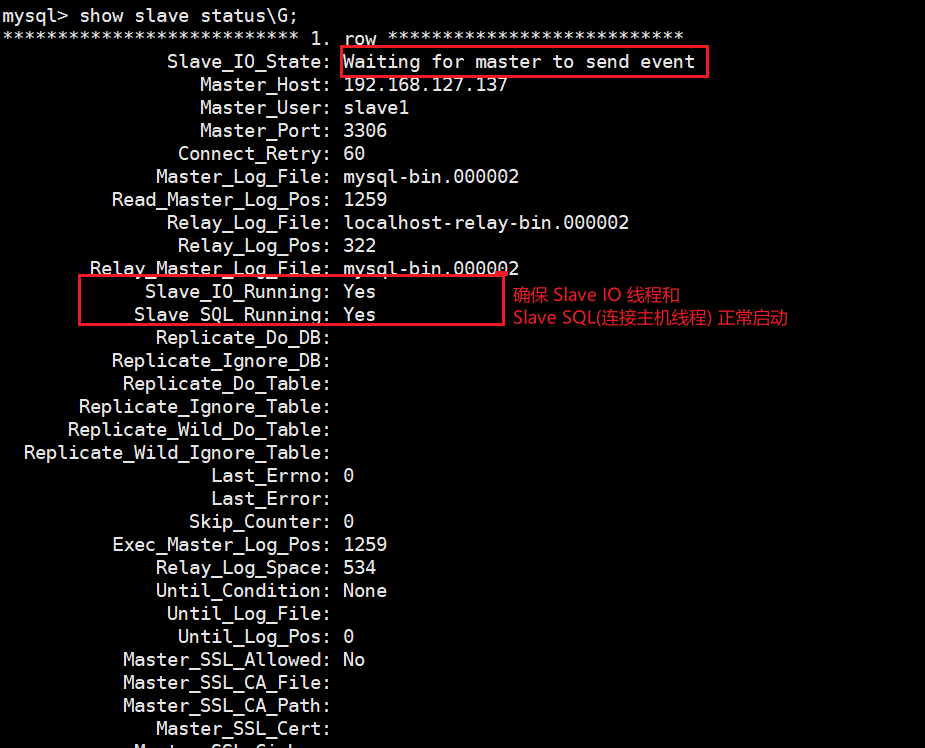 mysql> show slave status\G;
*************************** 1. row ***************************
Slave_IO_State: Waiting for master to send event
Master_Host: 192.168.127.137
Master_User: slave1
Master_Port: 3306
Connect_Retry: 60
Master_Log_File: mysql-bin.000002
Read_Master_Log_Pos: 1259
Relay_Log_File: localhost-relay-bin.000002
Relay_Log_Pos: 322
Relay_Master_Log_File: mysql-bin.000002
Slave_IO_Running: Yes
Slave_SQL_Running: Yes
确保 Slave IO 线程和
Slave SQL(连接主机线程) 正常启动
Replicate_Do_DB:
Replicate_Ignore_DB:
Replicate_Do_Table:
Replicate_Ignore_Table:
Replicate_Wild_Do_Table:
Replicate_Wild_Ignore_Table:
Last_Errno: 0
Last_Error:
Skip_Counter: 0
Exec_Master_Log_Pos: 1259
Relay_Log_Space: 534
Until_Condition: None
Until_Log_File:
Until_Log_Pos: 0
Master_SSL_Allowed: No
Master_SSL_CA_File:
Master_SSL_CA_Path:
Master_SSL_Cert: